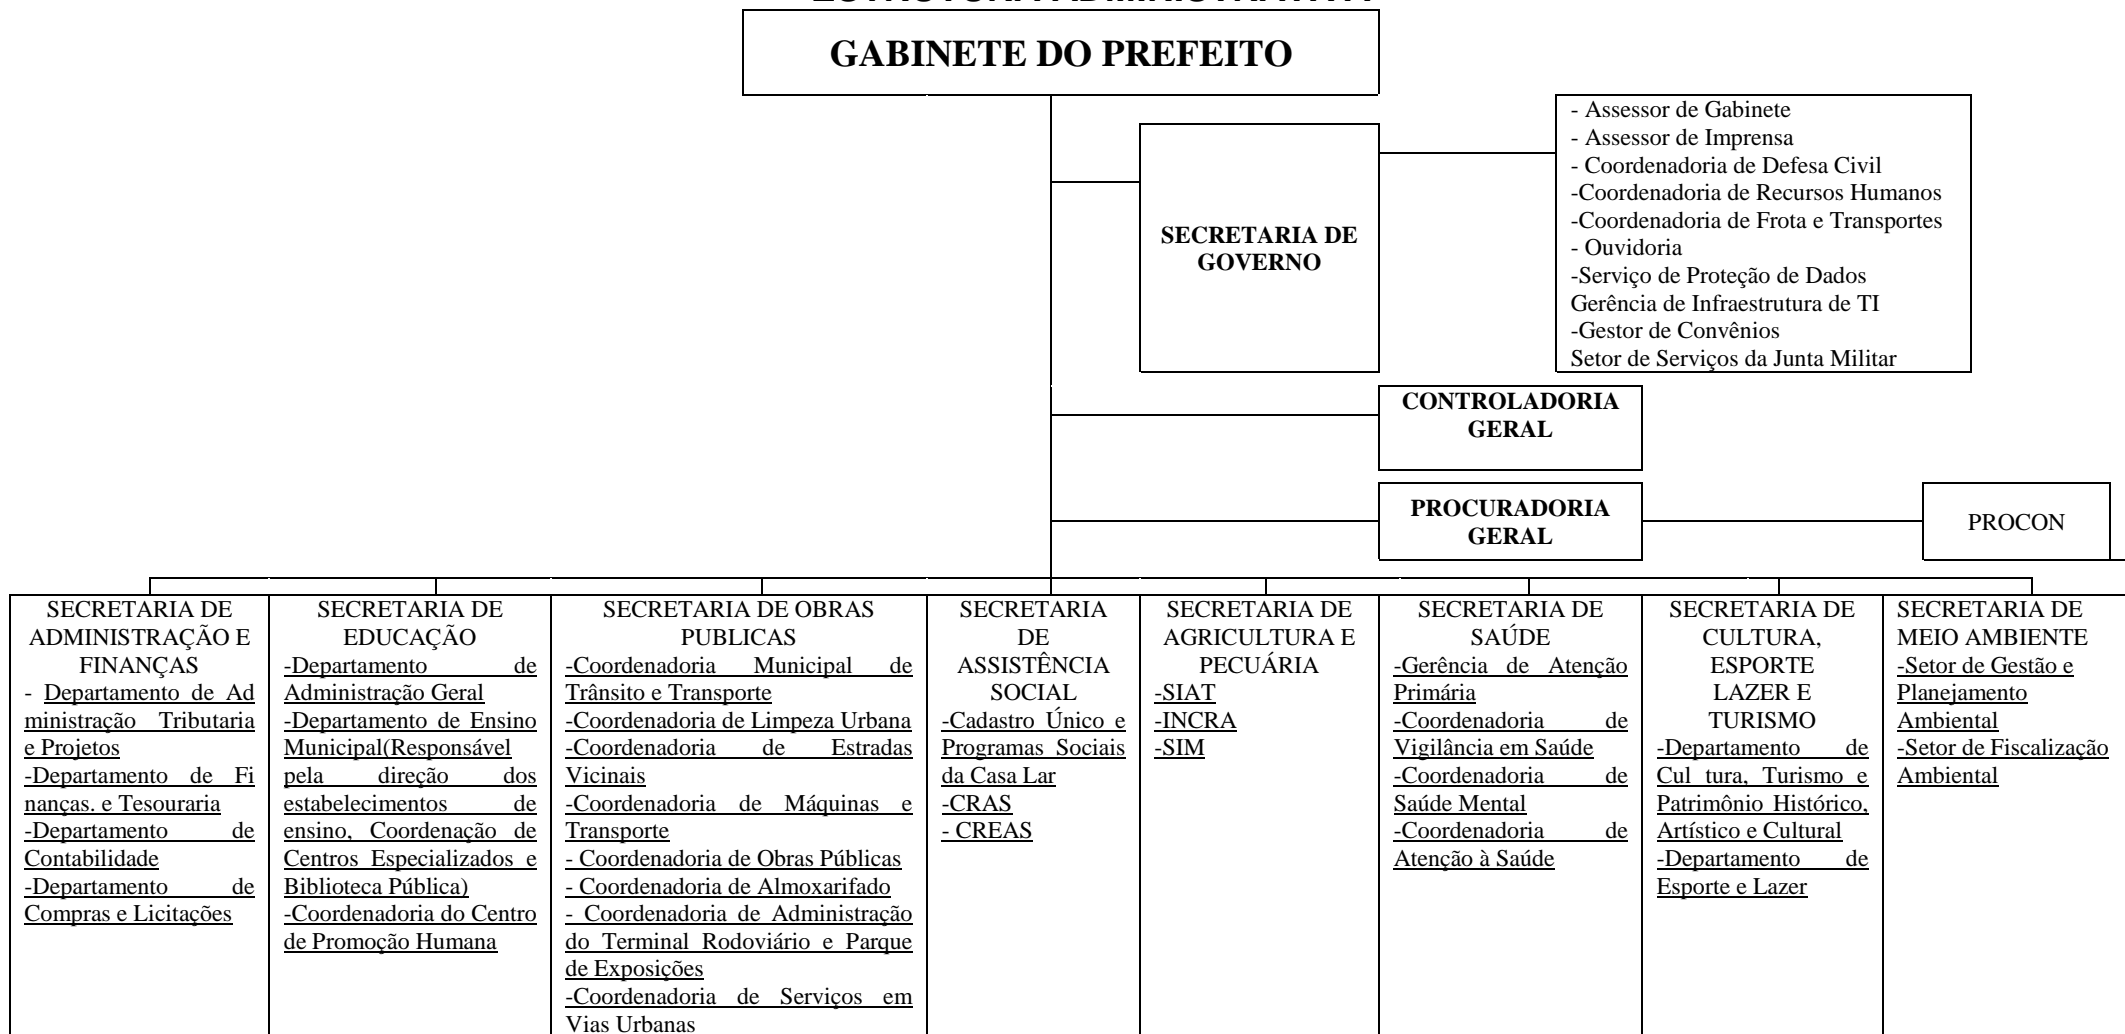 GABINETE DO PREFEITO
- Assessor de Gabinete
- Assessor de Imprensa
- Coordenadoria de Defesa Civil
-Coordenadoria de Recursos Humanos
-Coordenadoria de Frota e Transportes
- Ouvidoria
-Serviço de Proteção de Dados
Gerência de Infraestrutura de TI
-Gestor de Convênios
Setor de Serviços da Junta Militar
SECRETARIA DE
GOVERNO
CONTROLADORIA
GERAL
PROCURADORIA
GERAL
PROCON
SECRETARIA DE
ADMINISTRAÇÃO E
FINANÇAS
- Departamento de Ad
ministração Tributaria
e Projetos
-Departamento de Fi
nanças. e Tesouraria
-Departamento de
Contabilidade
-Departamento de
Compras e Licitações
SECRETARIA DE
EDUCAÇÃO
-Departamento de
Administração Geral
-Departamento de Ensino
Municipal(Responsável
pela direção dos
estabelecimentos de
ensino, Coordenação de
Centros Especializados e
Biblioteca Pública)
-Coordenadoria do Centro
de Promoção Humana
SECRETARIA DE OBRAS
PUBLICAS
-Coordenadoria Municipal de
Trânsito e Transporte
-Coordenadoria de Limpeza Urbana
-Coordenadoria de Estradas
Vicinais
-Coordenadoria de Máquinas e
Transporte
- Coordenadoria de Obras Públicas
- Coordenadoria de Almoxarifado
- Coordenadoria de Administração
do Terminal Rodoviário e Parque
de Exposições
-Coordenadoria de Serviços em
Vias Urbanas
SECRETARIA
DE
ASSISTÊNCIA
SOCIAL
-Cadastro Único e
Programas Sociais
da Casa Lar
-CRAS
- CREAS
SECRETARIA DE
AGRICULTURA E
PECUÁRIA
-SIAT
-INCRA
-SIM
SECRETARIA DE
SAÚDE
-Gerência de Atenção
Primária
-Coordenadoria de
Vigilância em Saúde
-Coordenadoria de
Saúde Mental
-Coordenadoria de
Atenção à Saúde
SECRETARIA DE
CULTURA,
ESPORTE
LAZER E
TURISMO
-Departamento de
Cul tura, Turismo e
Patrimônio Histórico,
Artístico e Cultural
-Departamento de
Esporte e Lazer
SECRETARIA DE
MEIO AMBIENTE
-Setor de Gestão e
Planejamento
Ambiental
-Setor de Fiscalização
Ambiental